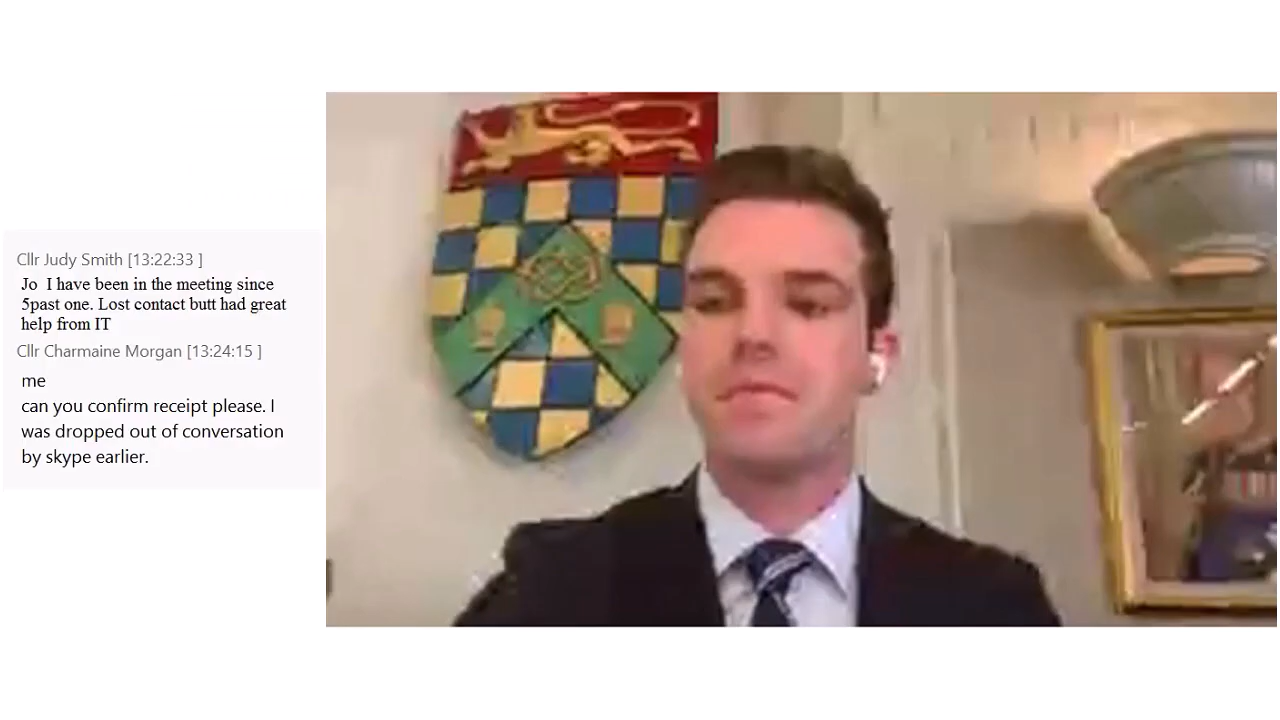 Cllr Judy Smith [13:22:33 ]
Jo  I have been in the meeting since
5past one. Lost contact butt had great
help from IT
Cllr Charmaine Morgan [13:24:15 ]
me
can you confirm receipt please. I
was dropped out of conversation
by skype earlier.